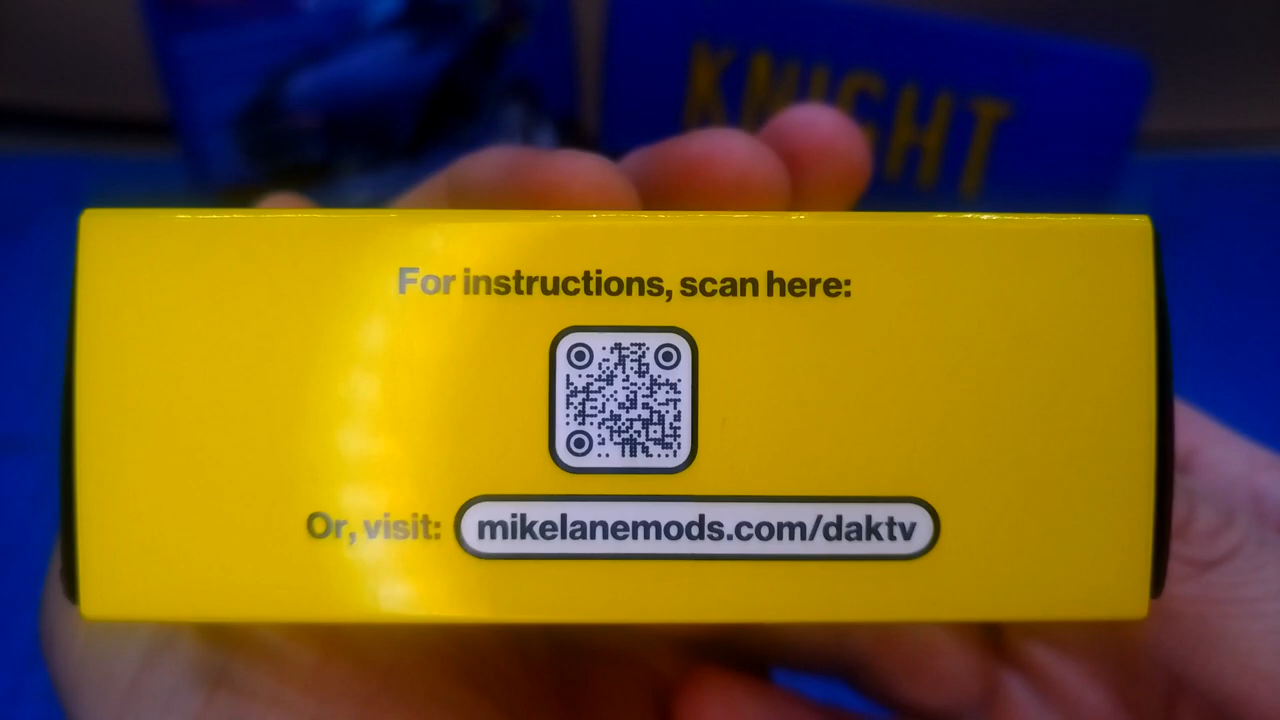 KNIGHT
For instructions, scan here:
Or, visit: mikelanemods.com/daktv